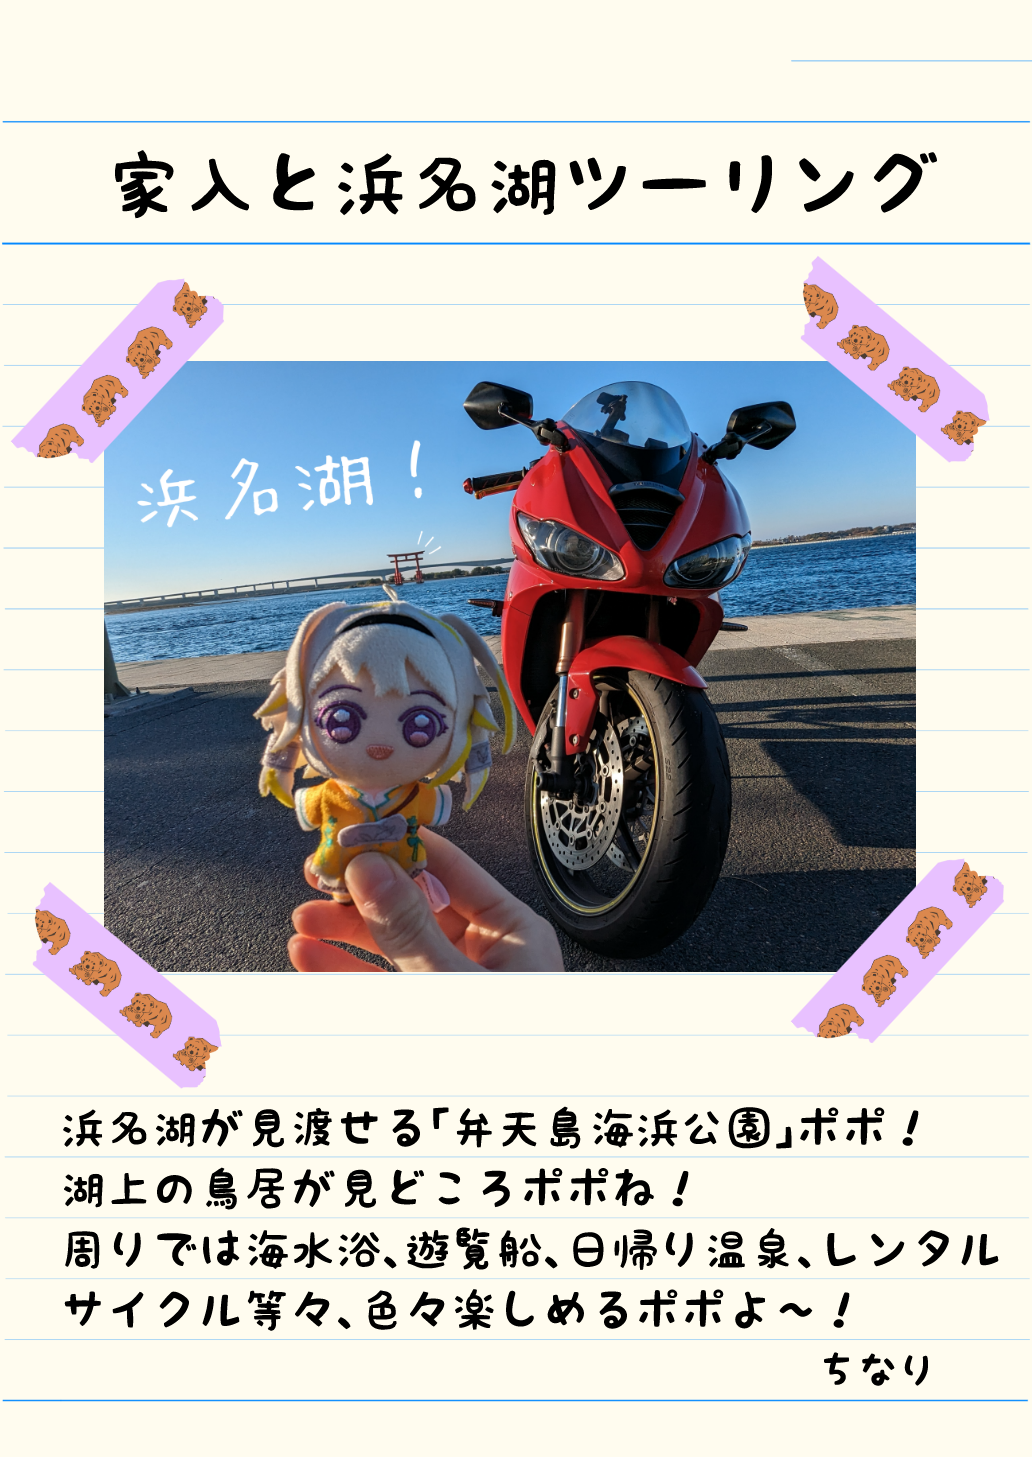 家人と浜名湖ツーリング
浜名湖！
浜名湖が見渡せる「弁天島海浜公園」ポポ！
湖上の鳥居が見どころポポね！
周りでは海水浴、遊覧船、日帰り温泉、レンタル
サイクル等々、色々楽しめるポポよ～！
ちなり